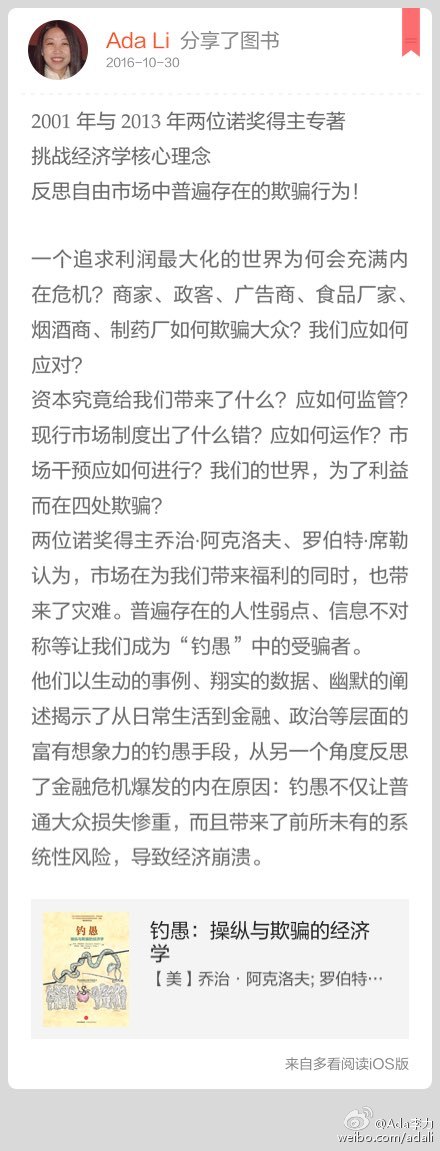 Ada Li 分享了图书
2016-10-30
2001 年与 2013 年两位诺奖得主专著
挑战经济学核心理念
反思自由市场中普遍存在的欺骗行为！
一个追求利润最大化的世界为何会充满内
在危机？商家、政客、广告商、食品厂家、
烟酒商、制药厂如何欺骗大众？我们应如何
应对？
资本究竟给我们带来了什么？应如何监管？
现行市场制度出了什么错？应如何运作？市
场干预应如何进行？我们的世界，为了利益
而在四处欺骗？
两位诺奖得主乔治·阿克洛夫、罗伯特·席勒
认为，市场在为我们带来福利的同时，也带
来了灾难。普遍存在的人性弱点、信息不对
称等让我们成为“钓愚”中的受骗者。
他们以生动的事例、翔实的数据、幽默的阐
述揭示了从日常生活到金融、政治等层面的
富有想象力的钓愚手段，从另一个角度反思
了金融危机爆发的内在原因：钓愚不仅让普
通大众损失惨重，而且带来了前所未有的系
统性风险，导致经济崩溃。
钓愚
操纵与欺骗的经济学
钓愚：操纵与欺骗的经济
学
【美】乔治·阿克洛夫; 罗伯特…
来自多看阅读iOS版
@Ada李力
weibo.com/adali